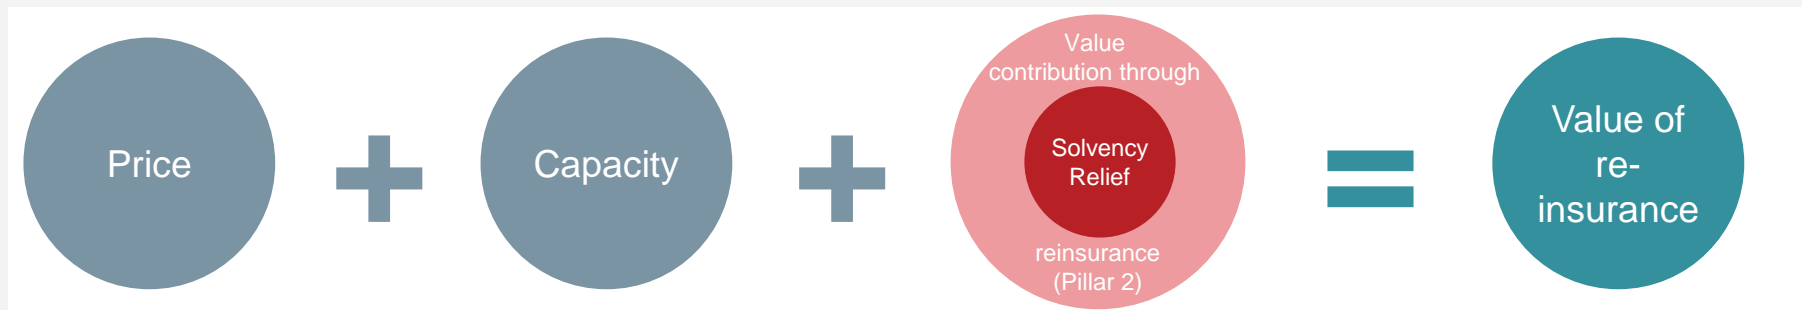 Price
Capacity
Value
contribution through
Solvency
Relief
reinsurance
(Pillar 2)
Value of
re-
insurance